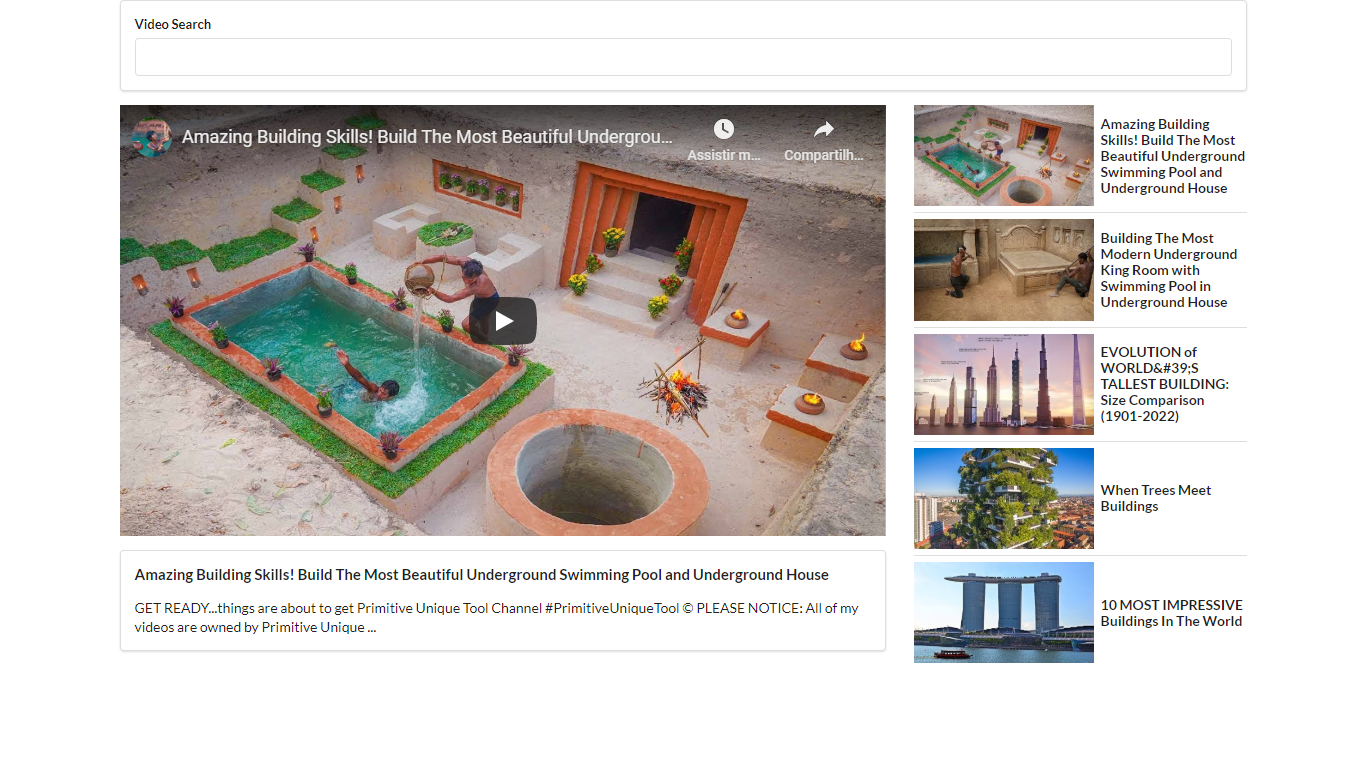 Video Search
Amazing Building Skills! Build The Most Beautiful Undergrou...
Assistir m...
Compartilh...
Amazing Building Skills! Build The Most Beautiful Underground Swimming Pool and Underground House
GET READY...things are about to get Primitive Unique Tool Channel #PrimitiveUniqueTool © PLEASE NOTICE: All of my
videos are owned by Primitive Unique ...
Amazing Building
Skills! Build The Most
Beautiful Underground
Swimming Pool and
Underground House
Building The Most
Modern Underground
King Room with
Swimming Pool in
Underground House
EVOLUTION of
WORLD&#39;S
TALLEST BUILDING:
Size Comparison
(1901-2022)
When Trees Meet
Buildings
10 MOST IMPRESSIVE
Buildings In The World